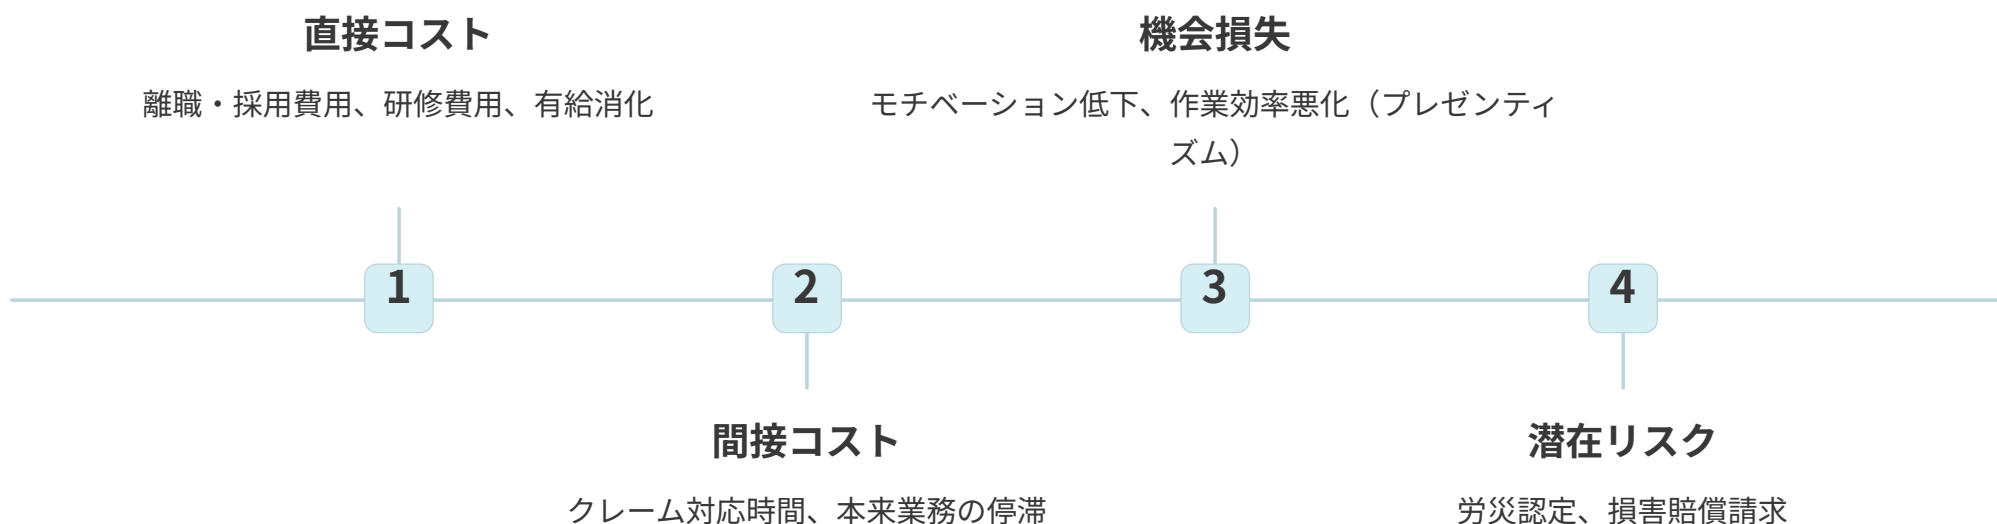 直接コスト
離職・採用費用、研修費用、有給消化
機会損失
モチベーション低下、作業効率悪化（プレゼンティ
ズム）
1
2
3
4
間接コスト
クレーム対応時間、本来業務の停滞
潜在リスク
労災認定、損害賠償請求